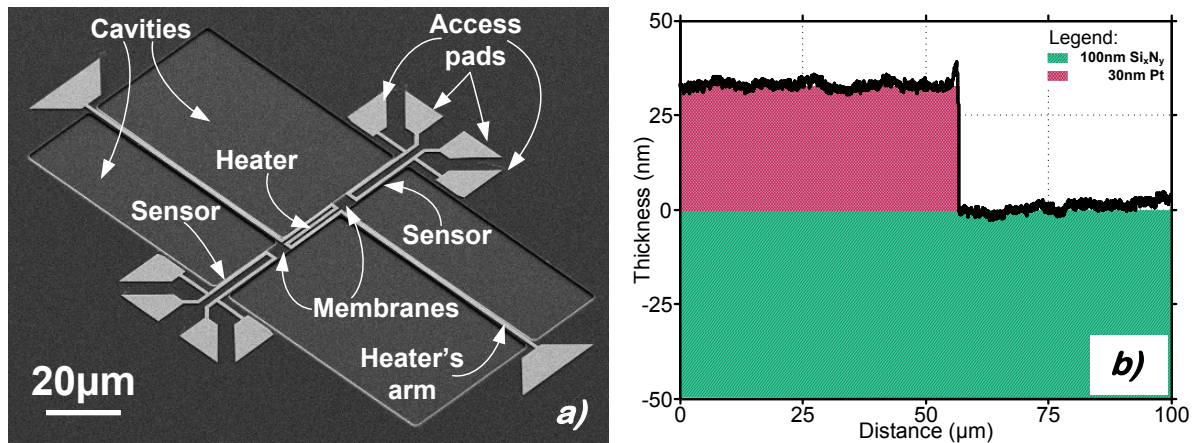 Cavities
Access
pads
Heater
Sensor
Sensor
Membranes
Heater's
arm
20µm
a)
Thickness (nm)
50
25
0
-25
-50
Legend:
100nm SixNy
30nm Pt
b)
0
25
50
75
100
Distance (µm)